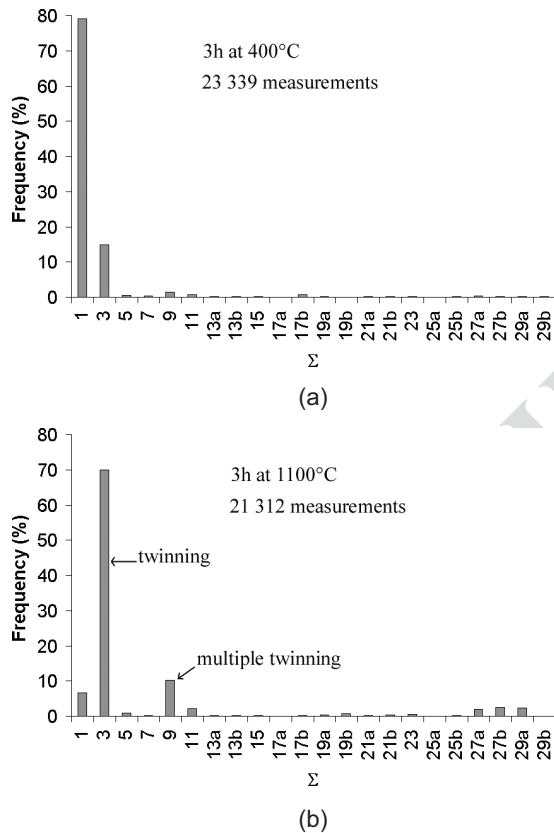 80
70
60
50
40
30
20
10
0
Frequency (%)
3h at 400°C
23 339 measurements
1 3 5 7 9 11 13a 13b 15 17a 17b 19a 19b 21a 21b 23 25a 25b 27a 27b 29a 29b
Σ
(a)
80
70
60
50
40
30
20
10
0
Frequency (%)
3h at 1100°C
21 312 measurements
twinning
multiple twinning
1 3 5 7 9 11 13a 13b 15 17a 17b 19a 19b 21a 21b 23 25a 25b 27a 27b 29a 29b
Σ
(b)